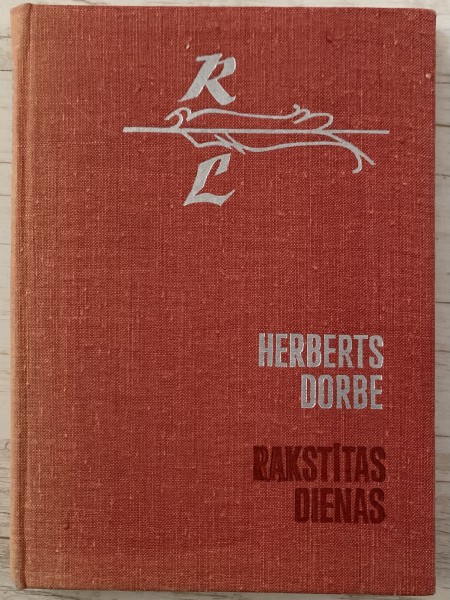 R
L
HERBERTS
DORBE
RAKSTĪTAS
DIENAS